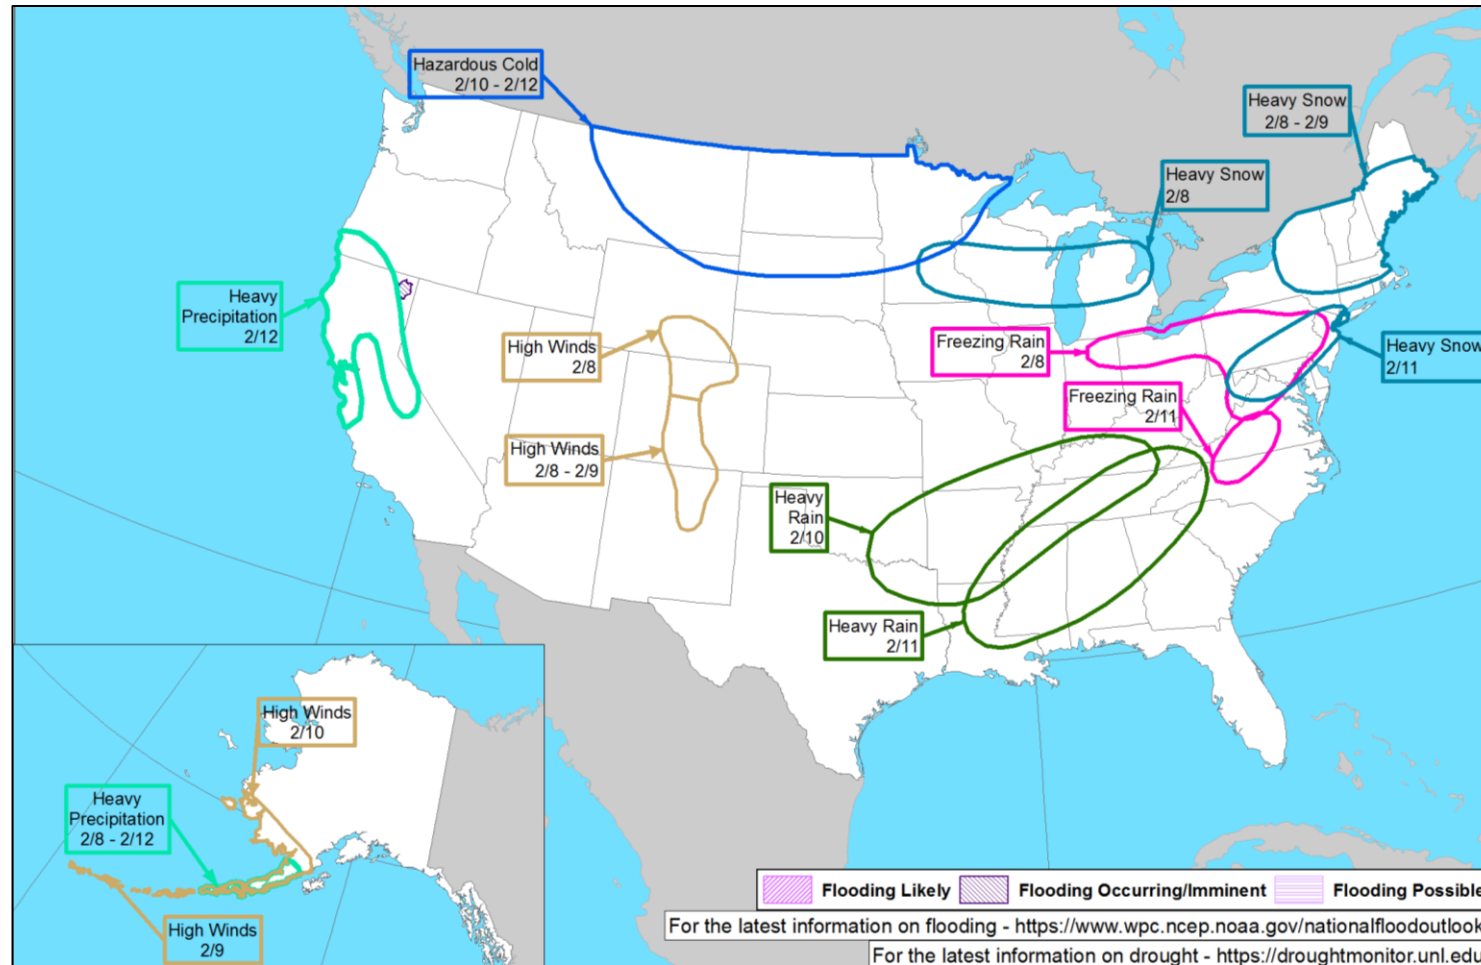 Hazardous Cold
2/10 - 2/12
Heavy Snow
2/8 - 2/9
Heavy Snow
2/8
Heavy
Precipitation
2/12
High Winds
2/8
Freezing Rain
2/8
Heavy Snow
2/11
Freezing Rain
2/11
High Winds
2/8 - 2/9
Heavy
Rain
2/10
Heavy Rain
2/11
High Winds
2/10
Heavy
Precipitation
2/8 - 2/12
High Winds
2/9
Flooding Likely
Flooding Occurring/Imminent
Flooding Possible
For the latest information on flooding - https://www.wpc.ncep.noaa.gov/nationalfloodoutlook
For the latest information on drought - https://droughtmonitor.unl.edu